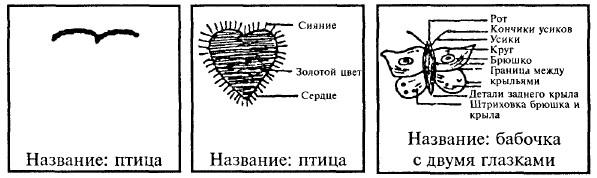 Название: птица
Сияние
Золотой цвет
Сердце
Название: птица
Рот
Кончики усиков
Усики
Круг
Брюшко
Граница между
крыльями
Детали заднего крыла
Штриховка брюшка и
крыла
Название: бабочка
с двумя глазками